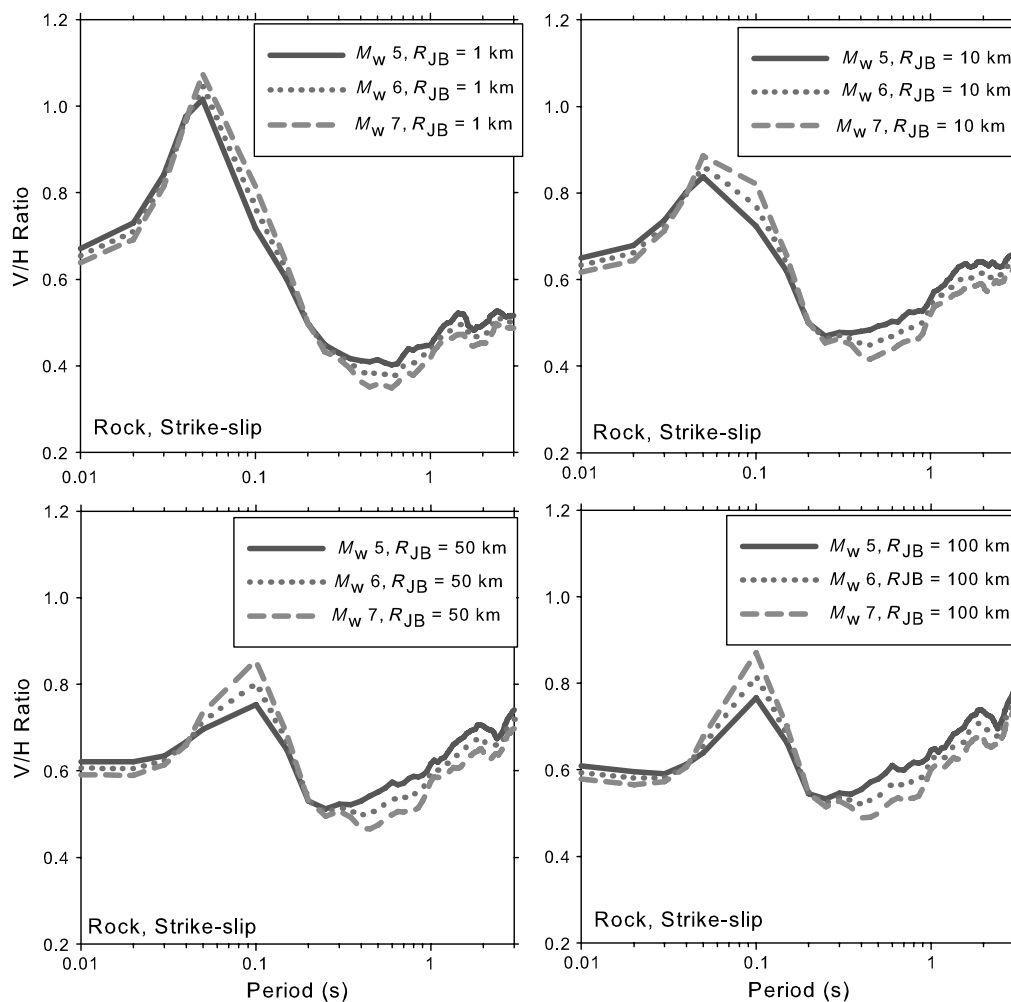 1.2
1.0
0.8
0.6
0.4
0.2
V/H Ratio
Mw 5, RJB = 1 km
Mw 6, RJB = 1 km
Mw 7, RJB = 1 km
Rock, Strike-slip
0.01
0.1
1
1.2
1.0
0.8
0.6
0.4
0.2
Mw 5, RJB = 10 km
Mw 6, RJB = 10 km
Mw 7, RJB = 10 km
Rock, Strike-slip
0.01
0.1
1
1.2
1.0
0.8
0.6
0.4
0.2
V/H Ratio
Mw 5, RJB = 50 km
Mw 6, RJB = 50 km
Mw 7, RJB = 50 km
Rock, Strike-slip
0.01
0.1
1
Period (s)
1.2
1.0
0.8
0.6
0.4
0.2
Mw 5, RJB = 100 km
Mw 6, RJB = 100 km
Mw 7, RJB = 100 km
Rock, Strike-slip
0.01
0.1
1
Period (s)